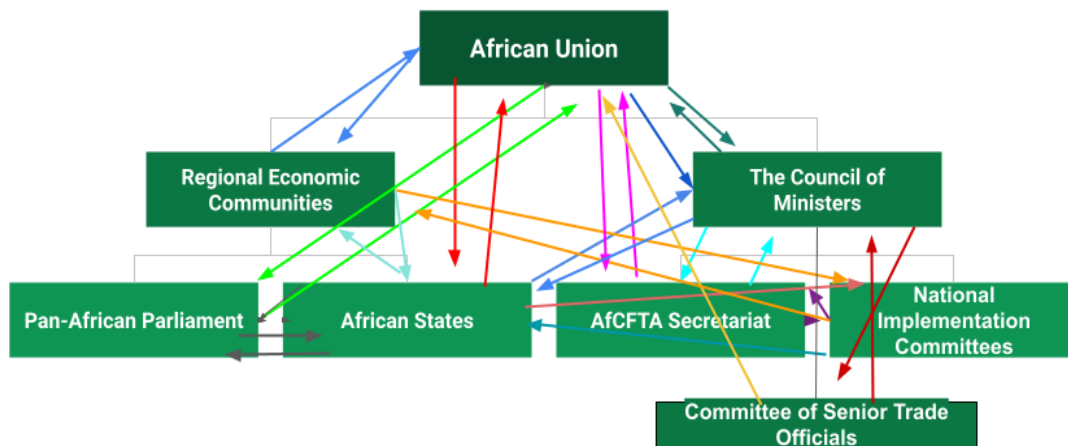 African Union
Regional Economic
Communities
The Council of
Ministers
Pan-African Parliament
African States
AfCFTA Secretariat
National
Implementation
Committees
Committee of Senior Trade
Officials